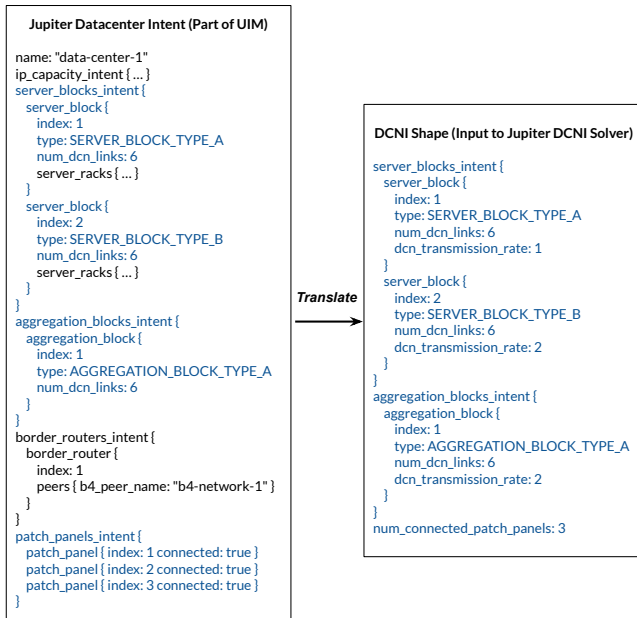 Jupiter Datacenter Intent (Part of UIM)
name: "data-center-1"
ip_capacity_intent { ... }
server_blocks_intent {
server_block {
index: 1
type: SERVER_BLOCK_TYPE_A
num_dcn_links: 6
server_racks { ... }
}
server_block {
index: 2
type: SERVER_BLOCK_TYPE_B
num_dcn_links: 6
server_racks { ... }
}
}
aggregation_blocks_intent {
aggregation_block {
index: 1
type: AGGREGATION_BLOCK_TYPE_A
num_dcn_links: 6
}
}
border_routers_intent {
border_router {
index: 1
peers { b4_peer_name: "b4-network-1" }
}
}
patch_panels_intent {
patch_panel { index: 1 connected: true }
patch_panel { index: 2 connected: true }
patch_panel { index: 3 connected: true }
}
Translate
DCNI Shape (Input to Jupiter DCNI Solver)
server_blocks_intent {
server_block {
index: 1
type: SERVER_BLOCK_TYPE_A
num_dcn_links: 6
dcn_transmission_rate: 1
}
server_block {
index: 2
type: SERVER_BLOCK_TYPE_B
num_dcn_links: 6
dcn_transmission_rate: 2
}
}
aggregation_blocks_intent {
aggregation_block {
index: 1
type: AGGREGATION_BLOCK_TYPE_A
num_dcn_links: 6
dcn_transmission_rate: 2
}
}
num_connected_patch_panels: 3